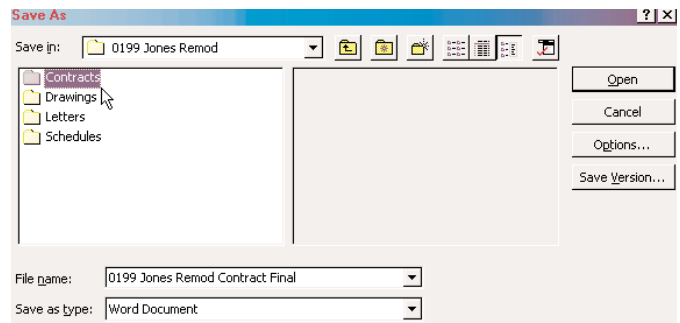 Save As ? ×
Save in: 0199 Jones Remod
Contracts
Drawings
Letters
Schedules
Open
Cancel
Options...
Save Version...
File name: 0199 Jones Remod Contract Final
Save as type: Word Document